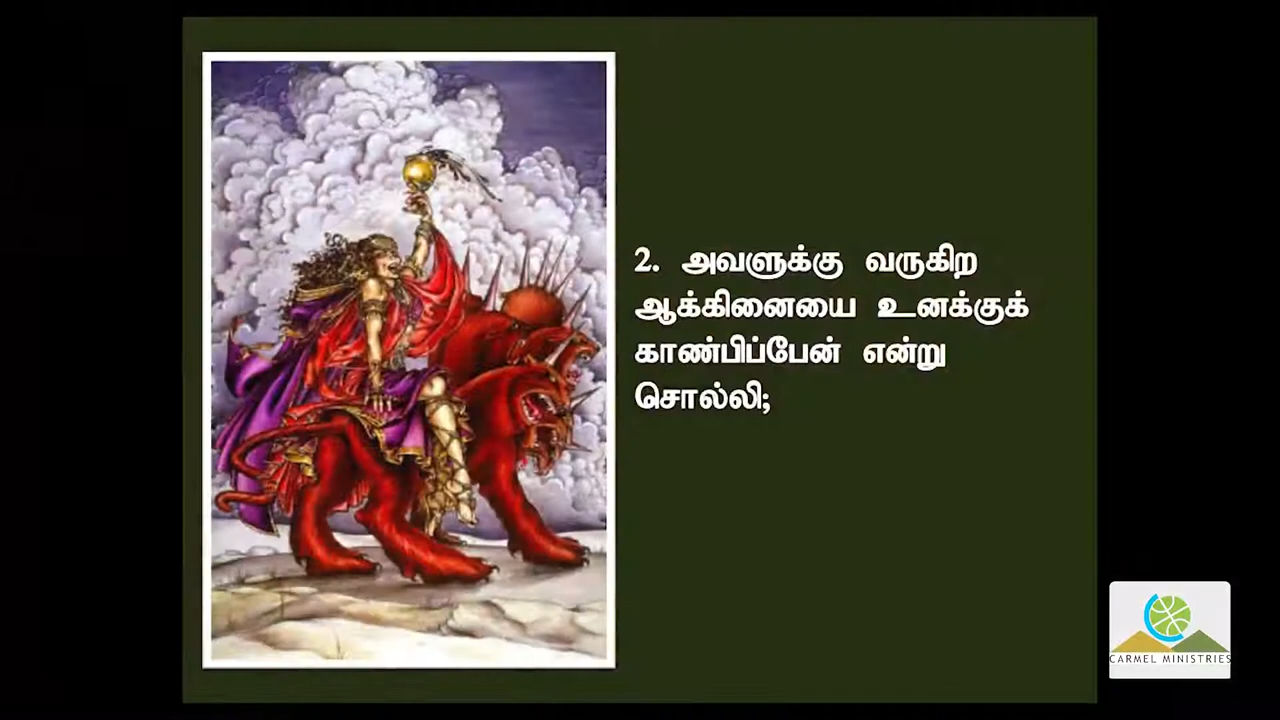 2. அவளுக்கு வருகிற
ஆக்கினையை உனக்குக்
காண்பிப்பேன் என்று
சொல்லி;
CARMEL MINISTRIES